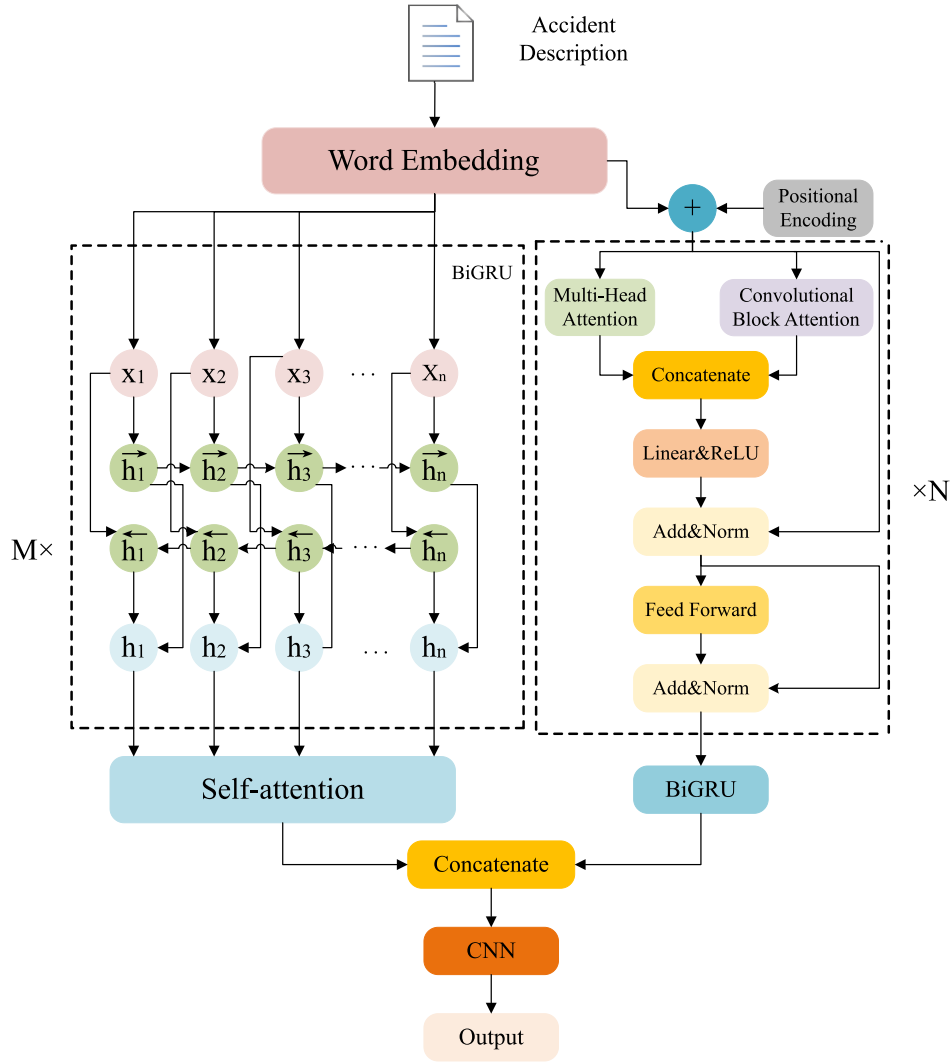 Accident
Description
Word Embedding
+
Positional
Encoding
BiGRU
Multi-Head
Attention
Convolutional
Block Attention
x1 x2 x3 ... xn
Concatenate
h1 h2 h3 ... hn
Linear&ReLU
×N
M×
h1 h2 h3 ... hn
Add&Norm
Feed Forward
h1 h2 h3 ... hn
Add&Norm
Self-attention
BiGRU
Concatenate
CNN
Output